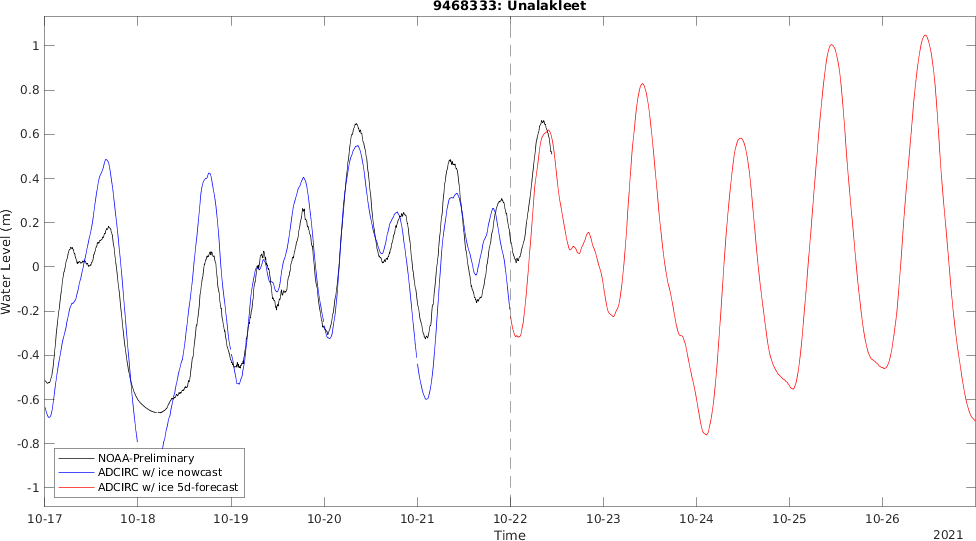 9468333: Unalakleet
Water Level (m)
1
0.8
0.6
0.4
0.2
0
-0.2
-0.4
-0.6
-0.8
-1
NOAA-Preliminary
ADCIRC w/ ice nowcast
ADCIRC w/ ice 5d-forecast
10-17 10-18 10-19 10-20 10-21 10-22 10-23 10-24 10-25 10-26
Time
2021